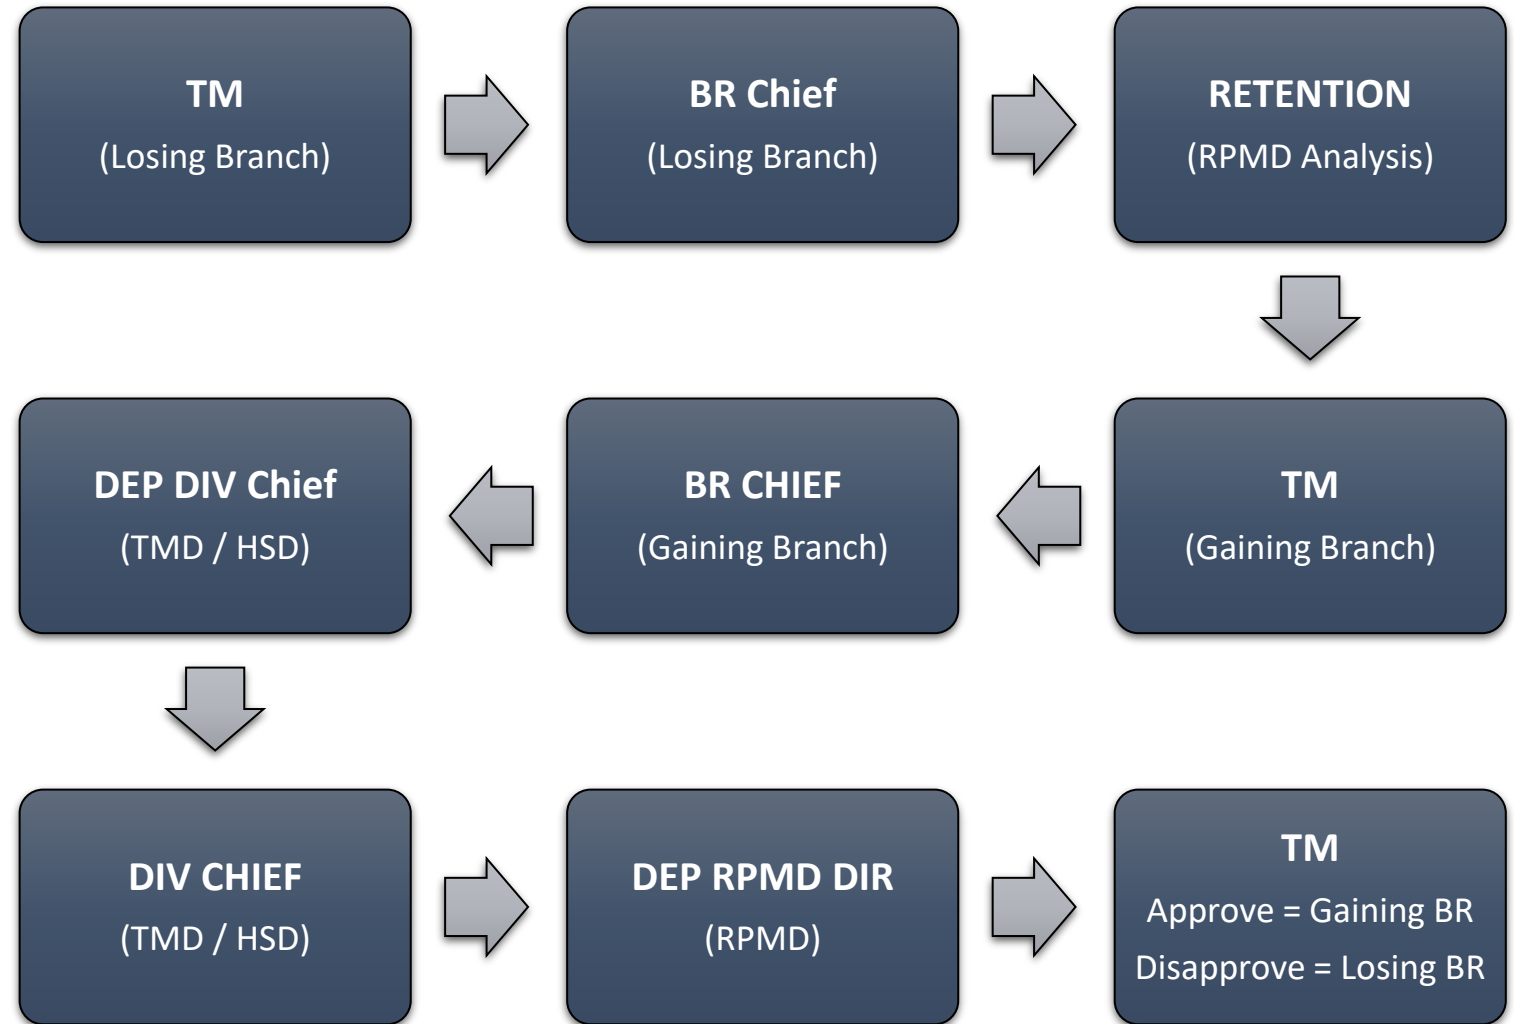 TM
(Losing Branch)
BR Chief
(Losing Branch)
RETENTION
(RPMD Analysis)
TM
(Gaining Branch)
BR CHIEF
(Gaining Branch)
DEP DIV Chief
(TMD / HSD)
DIV CHIEF
(TMD / HSD)
DEP RPMD DIR
(RPMD)
TM
Approve = Gaining BR
Disapprove = Losing BR